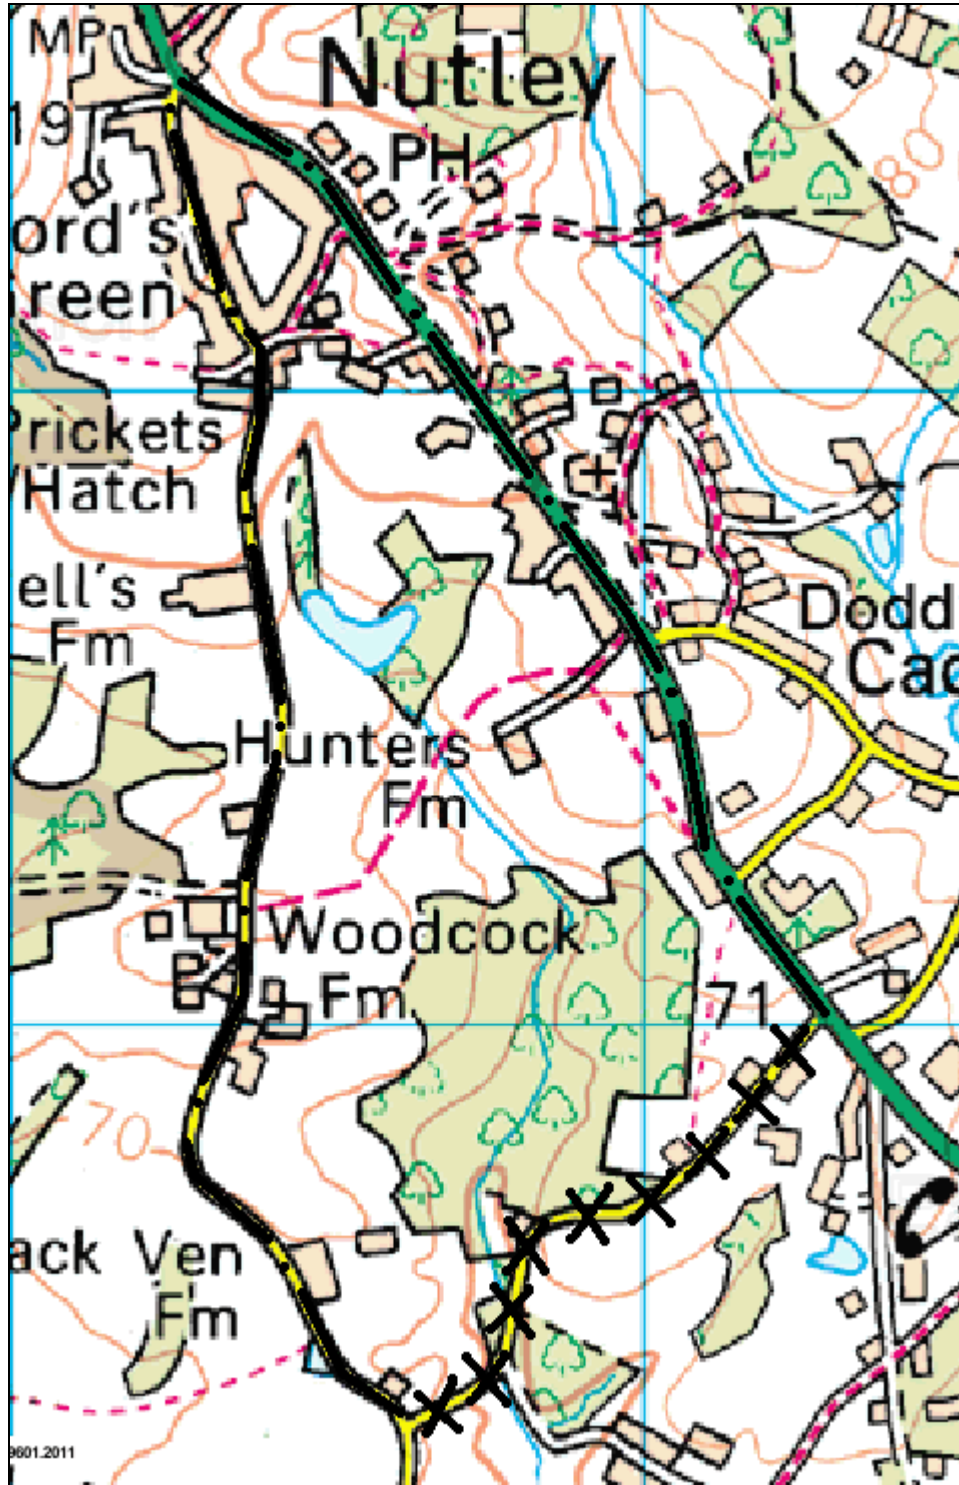 MP
Nutley
19
PH
80
ord's
reen
Prickets
Hatch
ell's
Fm
Dodd
Cad
Hunters
Fm
Woodcock
Fm
71
70
ack Ven
Fm
9601.2011